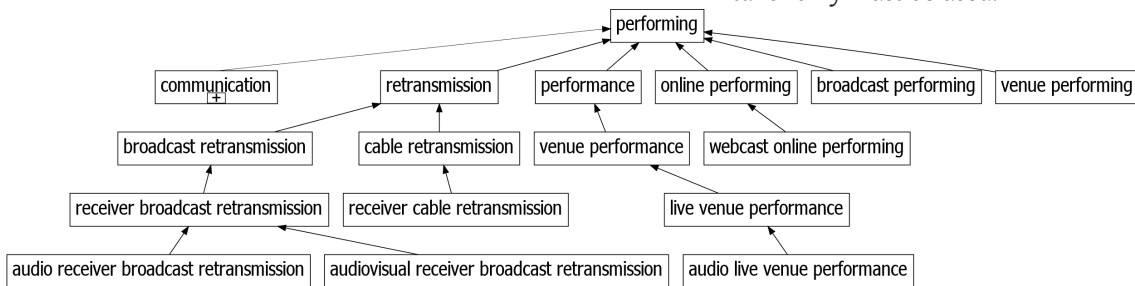 performing
communication
+
retransmission
performance
online performing
broadcast performing
venue performing
broadcast retransmission
cable retransmission
venue performance
webcast online performing
receiver broadcast retransmission
receiver cable retransmission
live venue performance
audio receiver broadcast retransmission
audiovisual receiver broadcast retransmission
audio live venue performance